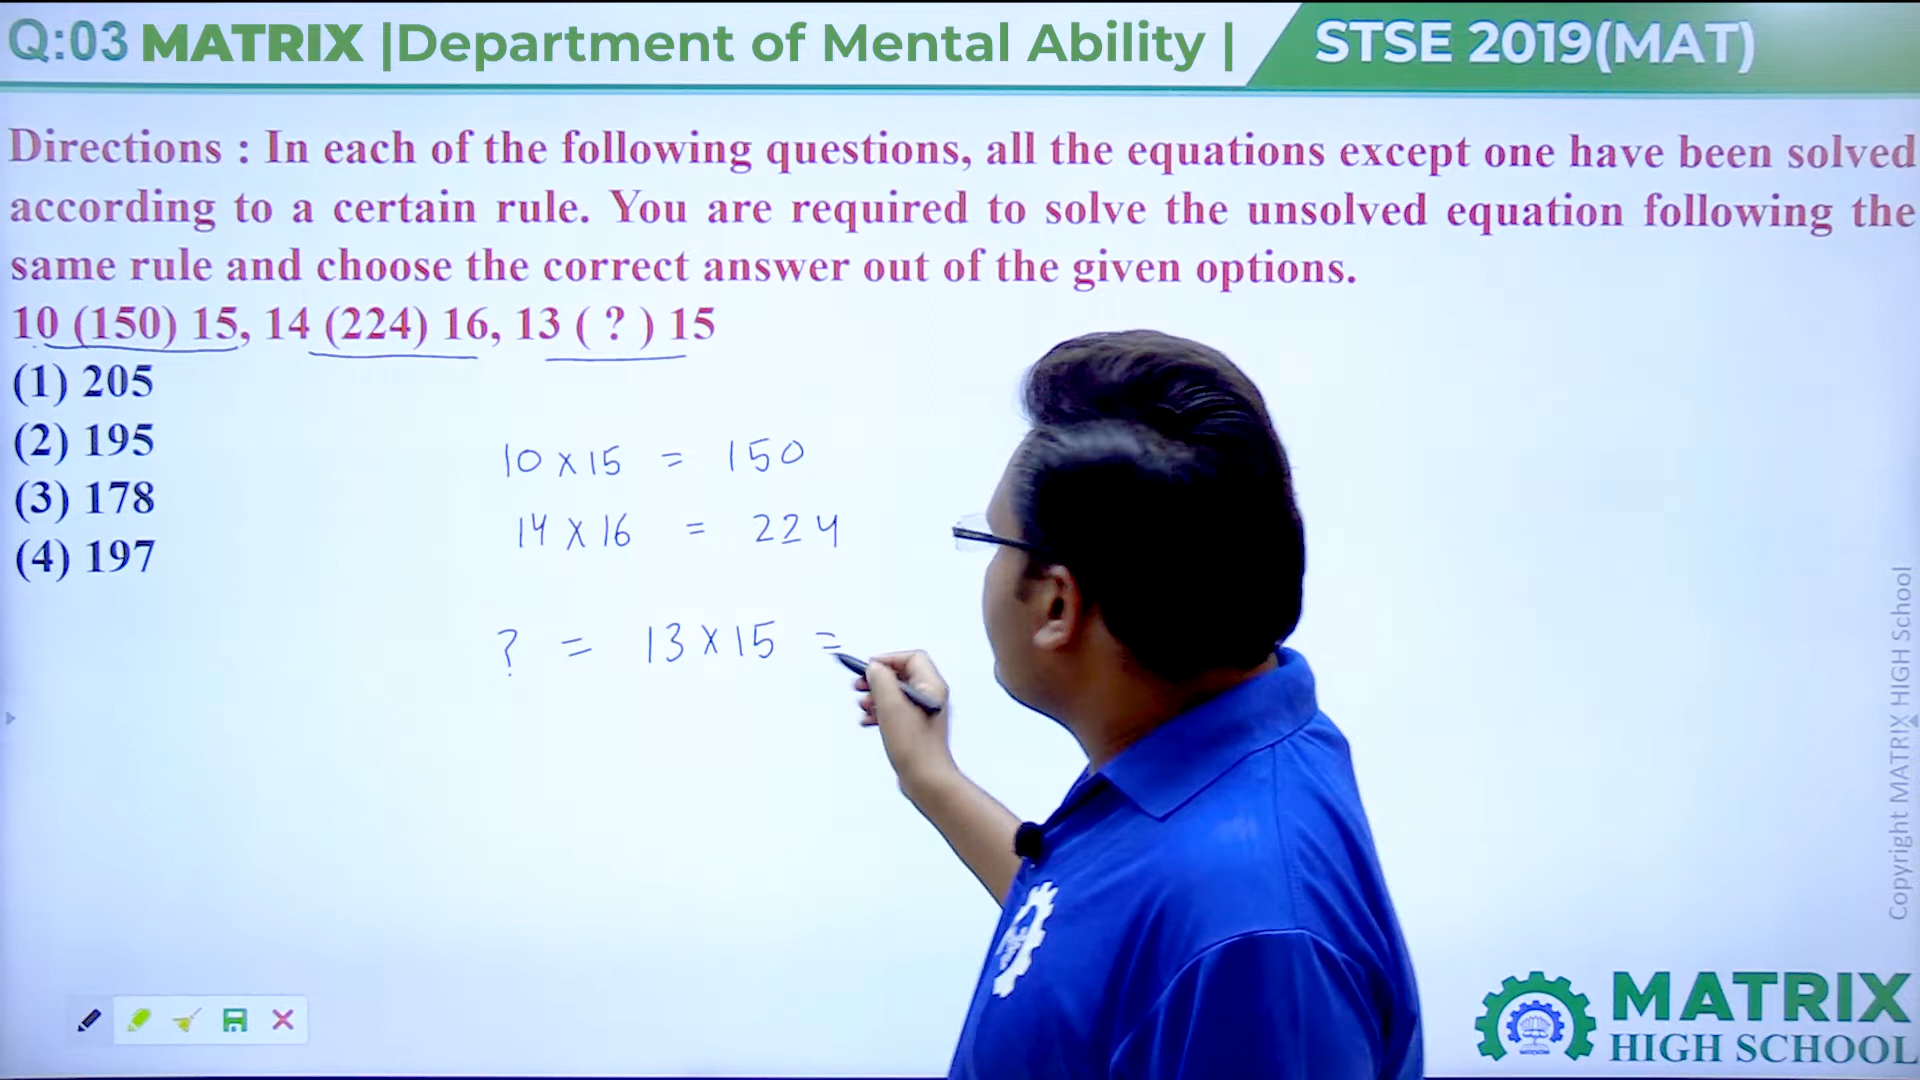 Q:03 MATRIX |Department of Mental Ability |
STSE 2019(MAT)
Directions : In each of the following questions, all the equations except one have been solved
according to a certain rule. You are required to solve the unsolved equation following the
same rule and choose the correct answer out of the given options.
10 (150) 15, 14 (224) 16, 13 ( ? ) 15
(1) 205
(2) 195
(3) 178
(4) 197
10 x 15 = 150
14 x 16 = 224
? = 13 x 15 =
Copyright MATRIX HIGH School
MATRIX
HIGH SCHOOL